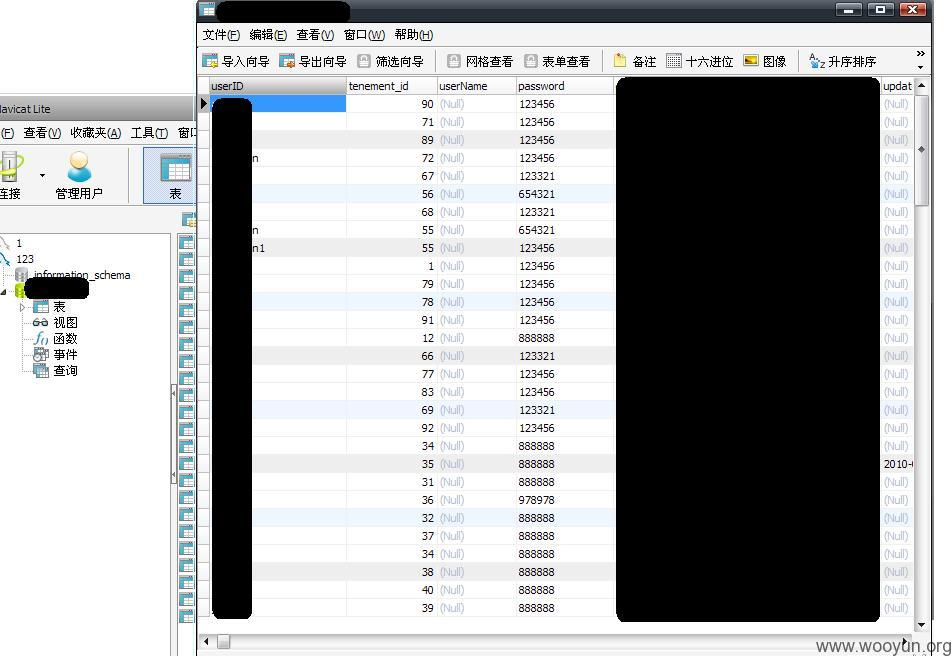 文件(F) 编辑(E) 查看(V) 窗口(W) 帮助(H)
导入向导 导出向导 筛选向导 网格查看 表单查看 备注 十六进位 图像 升序排序 »
userID tenement_id userName password updat
90 (Null) 123456 (Null)
71 (Null) 123456 (Null)
89 (Null) 123456 (Null)
n 72 (Null) 123456 (Null)
67 (Null) 123321 (Null)
56 (Null) 654321 (Null)
68 (Null) 123321 (Null)
n 55 (Null) 654321 (Null)
n1 55 (Null) 123456 (Null)
1 (Null) 123456 (Null)
79 (Null) 123456 (Null)
78 (Null) 123456 (Null)
91 (Null) 123456 (Null)
12 (Null) 888888 (Null)
66 (Null) 123321 (Null)
77 (Null) 123456 (Null)
83 (Null) 123456 (Null)
69 (Null) 123321 (Null)
92 (Null) 123456 (Null)
34 (Null) 888888 (Null)
35 (Null) 888888 2010-
31 (Null) 888888 (Null)
36 (Null) 978978 (Null)
32 (Null) 888888 (Null)
37 (Null) 888888 (Null)
34 (Null) 888888 (Null)
38 (Null) 888888 (Null)
40 (Null) 888888 (Null)
39 (Null) 888888 (Null)
avicat Lite
(F) 查看(V) 收藏夹(A) 工具(T) 窗口
连接 管理用户 表
1
123
information_schema
表
视图
函数
事件
查询
www.wooyun.org